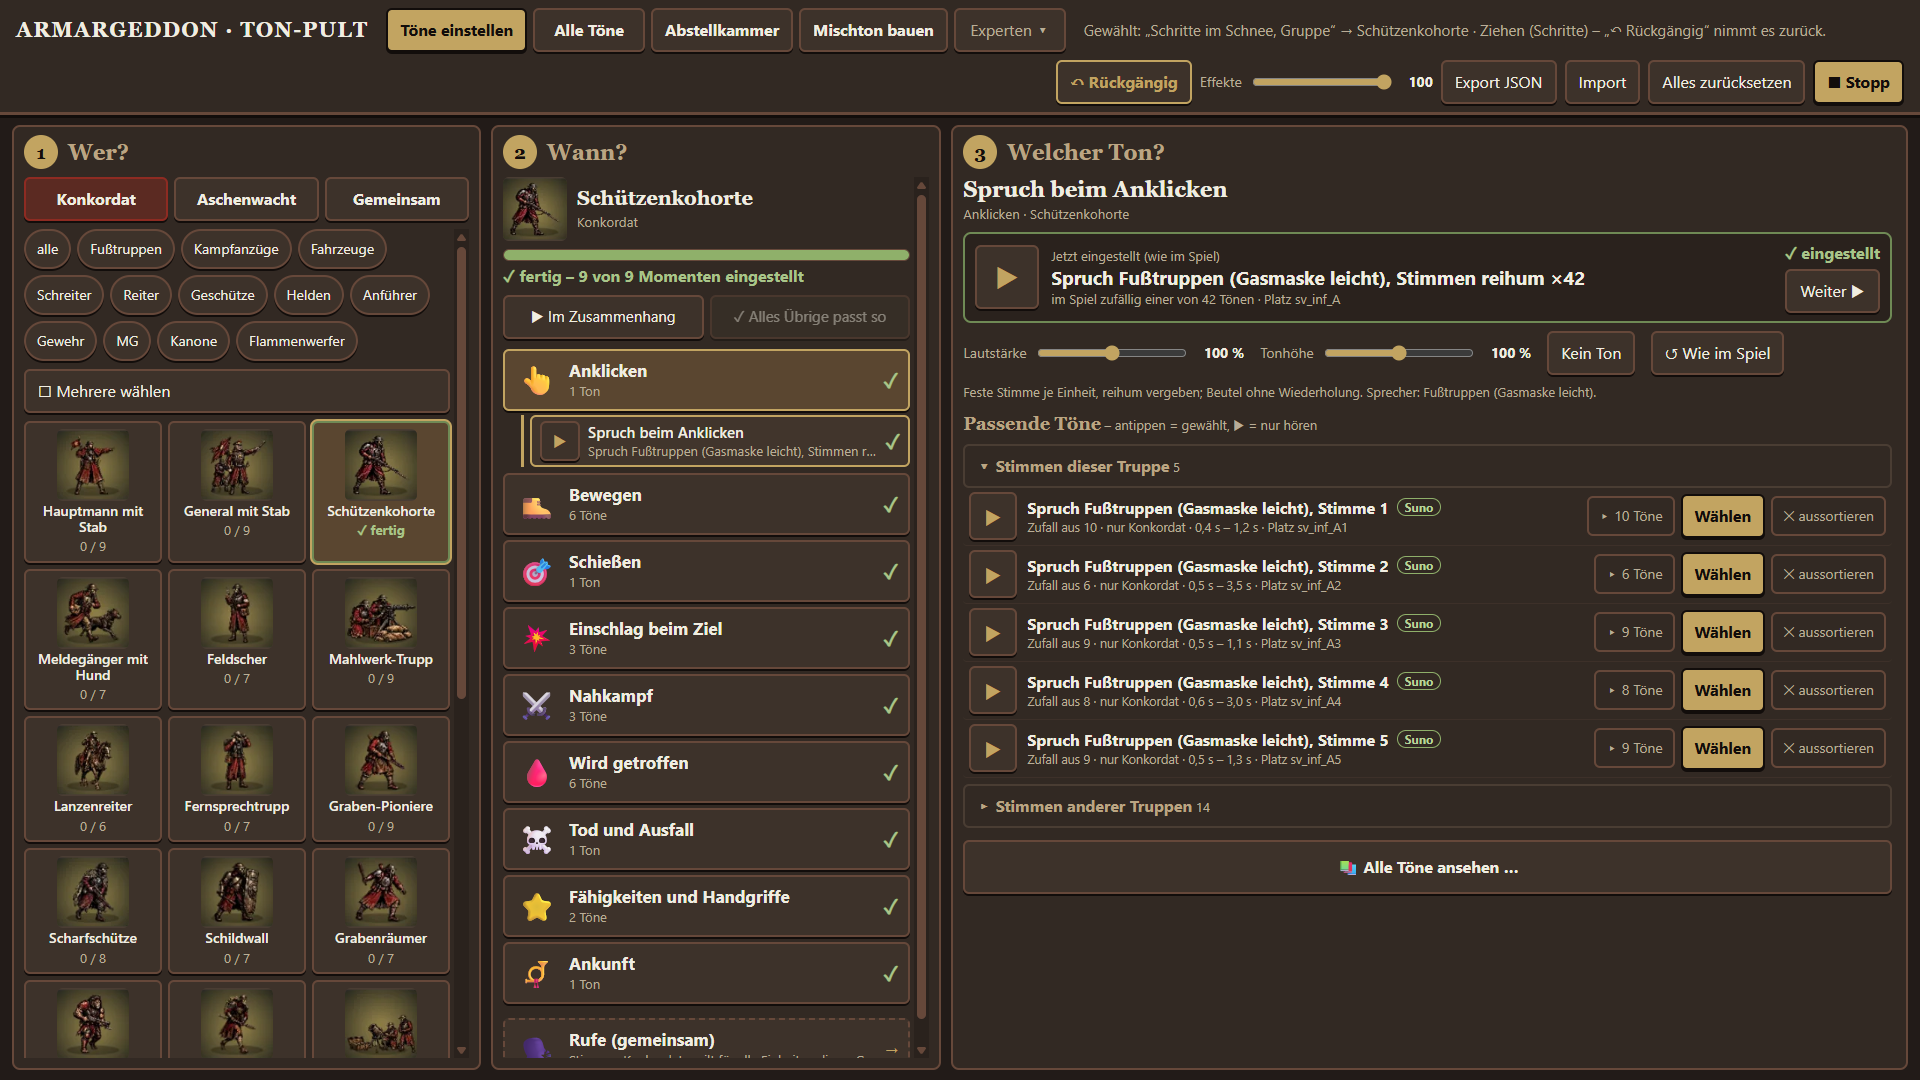 ARMARGEDDON · TON-PULT
Töne einstellen
Alle Töne
Abstellkammer
Mischton bauen
Experten ▾
Gewählt: „Schritte im Schnee, Gruppe“ → Schützenkohorte · Ziehen (Schritte) – „↶ Rückgängig“ nimmt es zurück.
↶ Rückgängig
Effekte
100
Export JSON
Import
Alles zurücksetzen
■ Stopp
1 Wer?
Konkordat
Aschenwacht
Gemeinsam
alle
Fußtruppen
Kampfanzüge
Fahrzeuge
Schreiter
Reiter
Geschütze
Helden
Anführer
Gewehr
MG
Kanone
Flammenwerfer
☐ Mehrere wählen
Hauptmann mit Stab
0 / 9
General mit Stab
0 / 9
Schützenkohorte
✓ fertig
Meldegänger mit Hund
0 / 7
Feldscher
0 / 7
Mahlwerk-Trupp
0 / 9
Lanzenreiter
0 / 6
Fernsprechtrupp
0 / 7
Graben-Pioniere
0 / 9
Scharfschütze
0 / 8
Schildwall
0 / 7
Grabenräumer
0 / 7
2 Wann?
Schützenkohorte
Konkordat
✓ fertig – 9 von 9 Momenten eingestellt
▶ Im Zusammenhang
✓ Alles Übrige passt so
Anklicken
1 Ton
✓
Spruch beim Anklicken
Spruch Fußtruppen (Gasmaske leicht), Stimmen r...
✓
Bewegen
6 Töne
✓
Schießen
1 Ton
✓
Einschlag beim Ziel
3 Töne
✓
Nahkampf
3 Töne
✓
Wird getroffen
6 Töne
✓
Tod und Ausfall
1 Ton
✓
Fähigkeiten und Handgriffe
2 Töne
✓
Ankunft
1 Ton
✓
Rufe (gemeinsam)
→
3 Welcher Ton?
Spruch beim Anklicken
Anklicken · Schützenkohorte
Jetzt eingestellt (wie im Spiel)
Spruch Fußtruppen (Gasmaske leicht), Stimmen reihum ×42
im Spiel zufällig einer von 42 Tönen · Platz sv_inf_A
✓ eingestellt
Weiter ▶
Lautstärke
100 %
Tonhöhe
100 %
Kein Ton
↺ Wie im Spiel
Feste Stimme je Einheit, reihum vergeben; Beutel ohne Wiederholung. Sprecher: Fußtruppen (Gasmaske leicht).
Passende Töne – antippen = gewählt, ▶ = nur hören
▾ Stimmen dieser Truppe 5
Spruch Fußtruppen (Gasmaske leicht), Stimme 1 Suno
Zufall aus 10 · nur Konkordat · 0,4 s – 1,2 s · Platz sv_inf_A1
▸ 10 Töne
Wählen
✕ aussortieren
Spruch Fußtruppen (Gasmaske leicht), Stimme 2 Suno
Zufall aus 6 · nur Konkordat · 0,5 s – 3,5 s · Platz sv_inf_A2
▸ 6 Töne
Wählen
✕ aussortieren
Spruch Fußtruppen (Gasmaske leicht), Stimme 3 Suno
Zufall aus 9 · nur Konkordat · 0,5 s – 1,1 s · Platz sv_inf_A3
▸ 9 Töne
Wählen
✕ aussortieren
Spruch Fußtruppen (Gasmaske leicht), Stimme 4 Suno
Zufall aus 8 · nur Konkordat · 0,6 s – 3,0 s · Platz sv_inf_A4
▸ 8 Töne
Wählen
✕ aussortieren
Spruch Fußtruppen (Gasmaske leicht), Stimme 5 Suno
Zufall aus 9 · nur Konkordat · 0,5 s – 1,3 s · Platz sv_inf_A5
▸ 9 Töne
Wählen
✕ aussortieren
▸ Stimmen anderer Truppen 14
Alle Töne ansehen ...